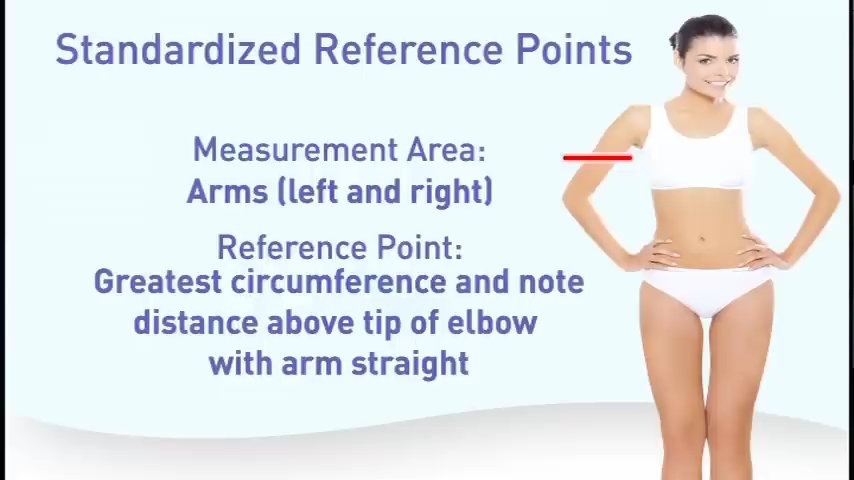 Standardized Reference Points
Measurement Area:
Arms (left and right)
Reference Point:
Greatest circumference and note
distance above tip of elbow
with arm straight